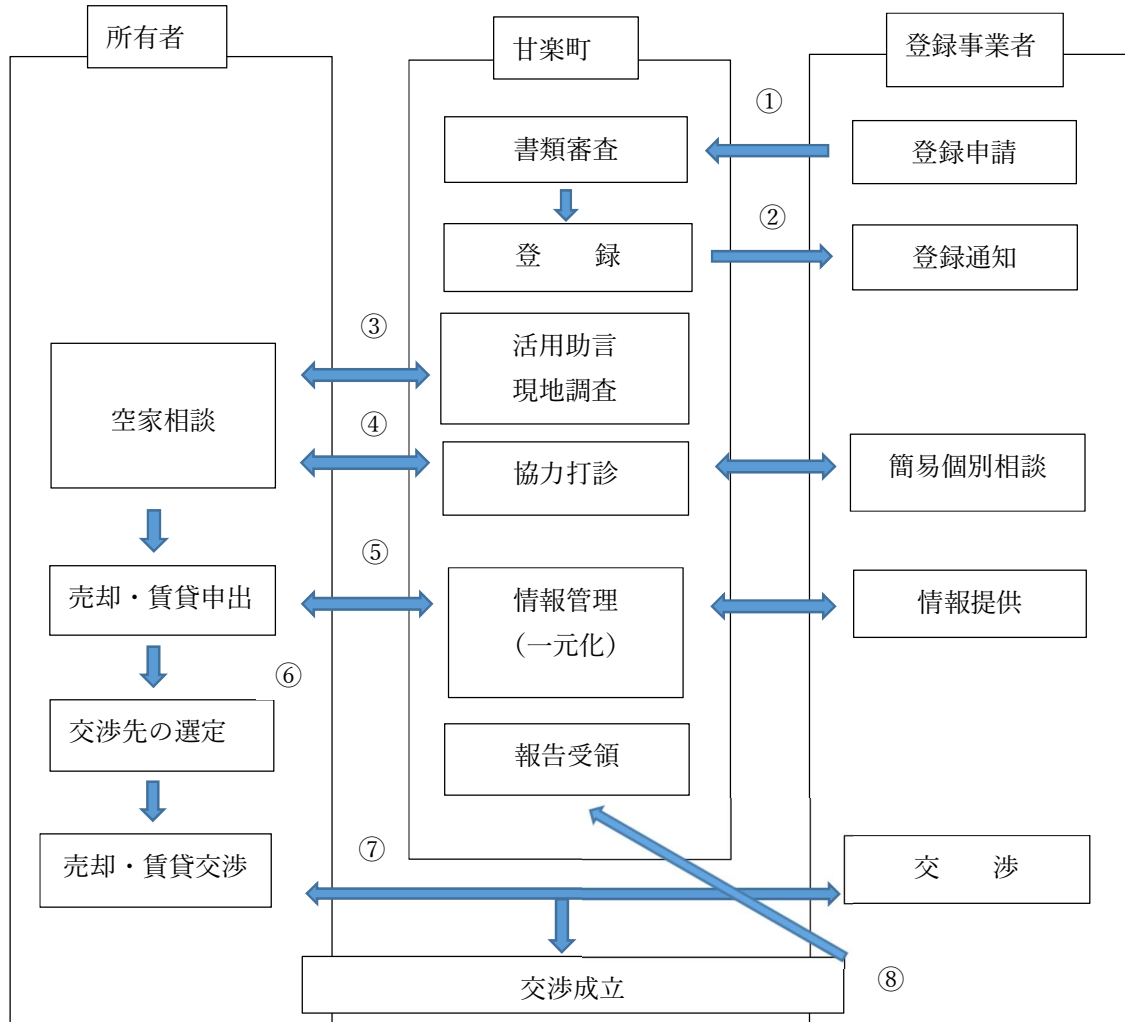 所有者
甘楽町
登録事業者
①
書類審査
登録申請
②
登　　録
登録通知
③
活用助言
現地調査
空家相談
④
協力打診
簡易個別相談
⑤
売却・賃貸申出
情報管理
（一元化）
情報提供
⑥
交渉先の選定
報告受領
⑦
売却・賃貸交渉
交　　渉
⑧
交渉成立